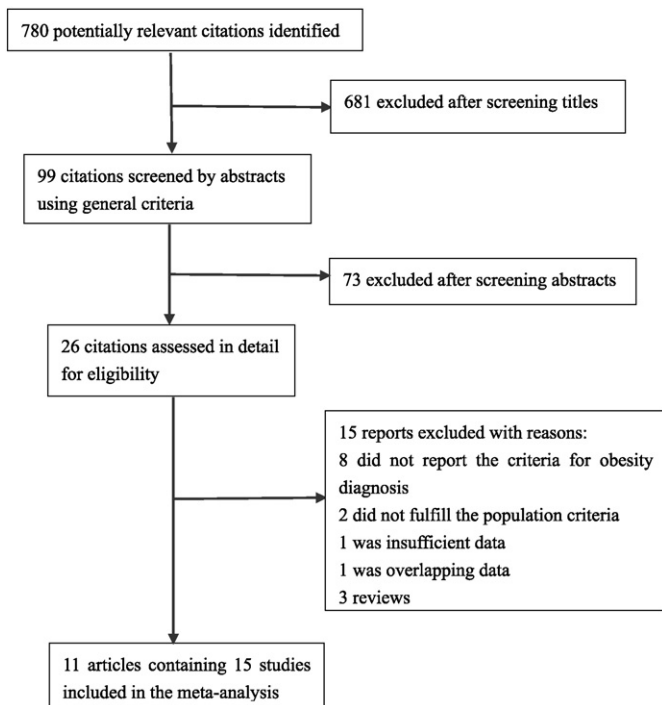 780 potentially relevant citations identified
681 excluded after screening titles
99 citations screened by abstracts
using general criteria
73 excluded after screening abstracts
26 citations assessed in detail
for eligibility
15 reports excluded with reasons:
8 did not report the criteria for obesity
diagnosis
2 did not fulfill the population criteria
1 was insufficient data
1 was overlapping data
3 reviews
11 articles containing 15 studies
included in the meta-analysis